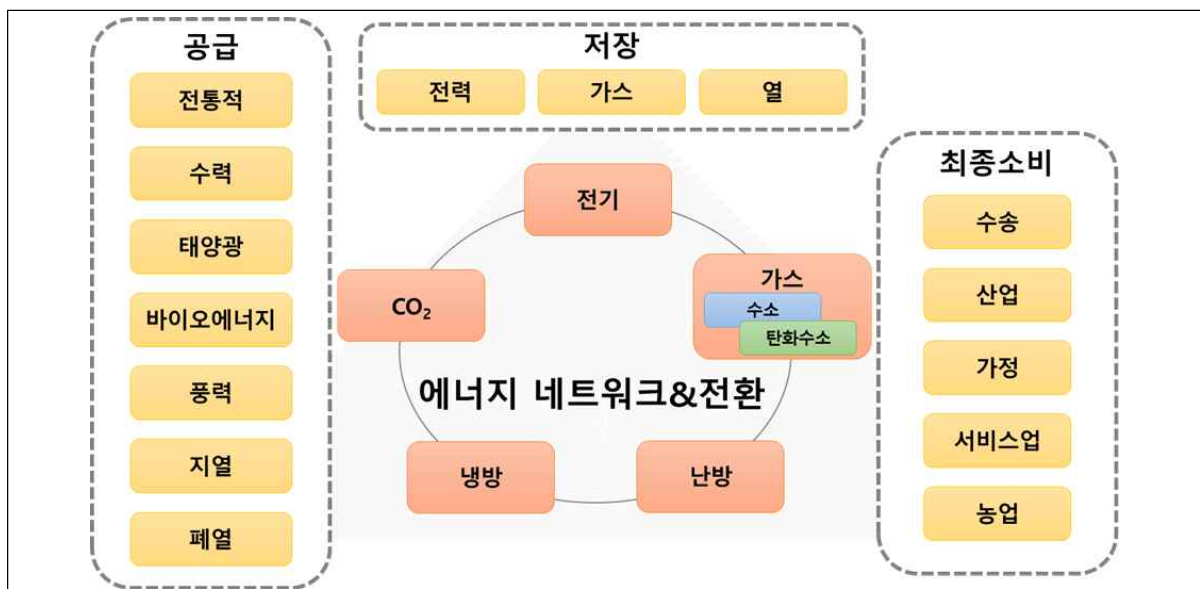 공급
전통적
수력
태양광
바이오에너지
풍력
지열
폐열
저장
전력
가스
열
전기
CO₂
가스
수소
탄화수소
에너지 네트워크&전환
냉방
난방
최종소비
수송
산업
가정
서비스업
농업